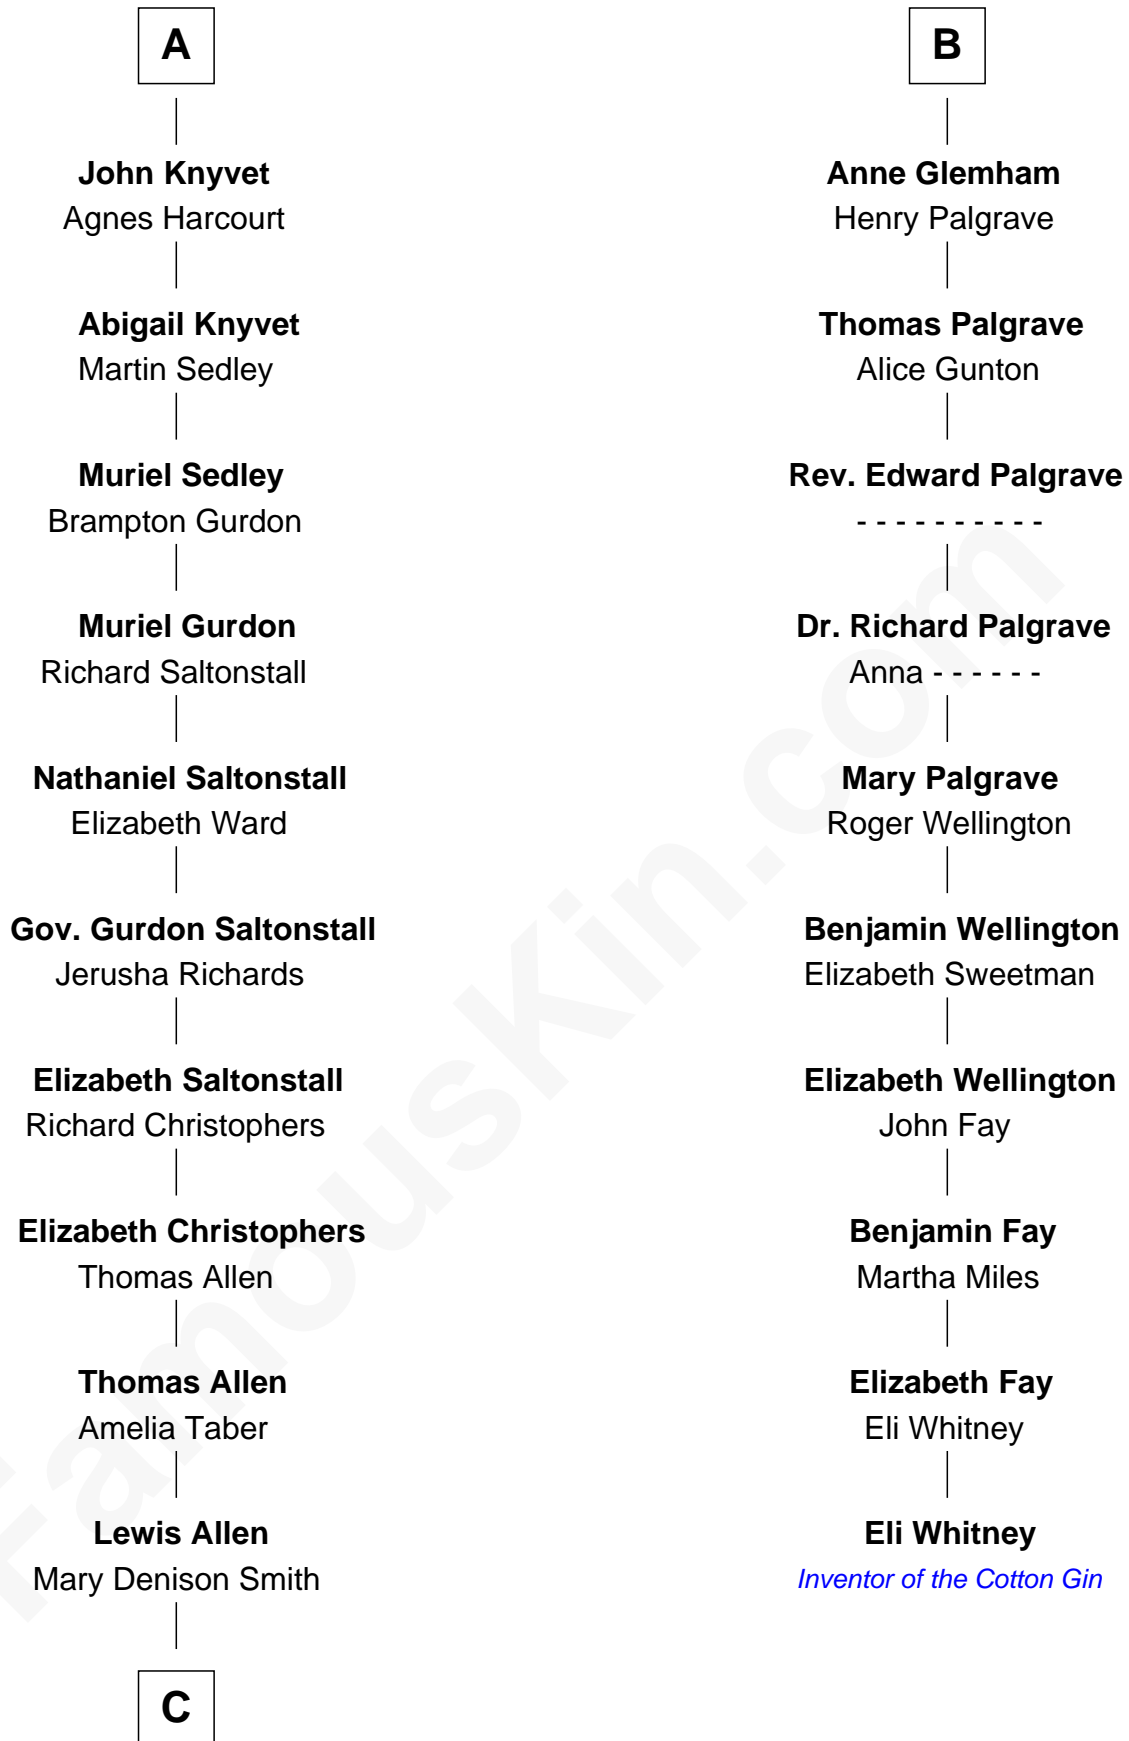 A
John Knyvet
Agnes Harcourt
Abigail Knyvet
Martin Sedley
Muriel Sedley
Brampton Gurdon
Muriel Gurdon
Richard Saltonstall
Nathaniel Saltonstall
Elizabeth Ward
Gov. Gurdon Saltonstall
Jerusha Richards
Elizabeth Saltonstall
Richard Christophers
Elizabeth Christophers
Thomas Allen
Thomas Allen
Amelia Taber
Lewis Allen
Mary Denison Smith
C
B
Anne Glemham
Henry Palgrave
Thomas Palgrave
Alice Gunton
Rev. Edward Palgrave
- - - - - - - - - -
Dr. Richard Palgrave
Anna - - - - - -
Mary Palgrave
Roger Wellington
Benjamin Wellington
Elizabeth Sweetman
Elizabeth Wellington
John Fay
Benjamin Fay
Martha Miles
Elizabeth Fay
Eli Whitney
Eli Whitney
Inventor of the Cotton Gin
FamousKin.com